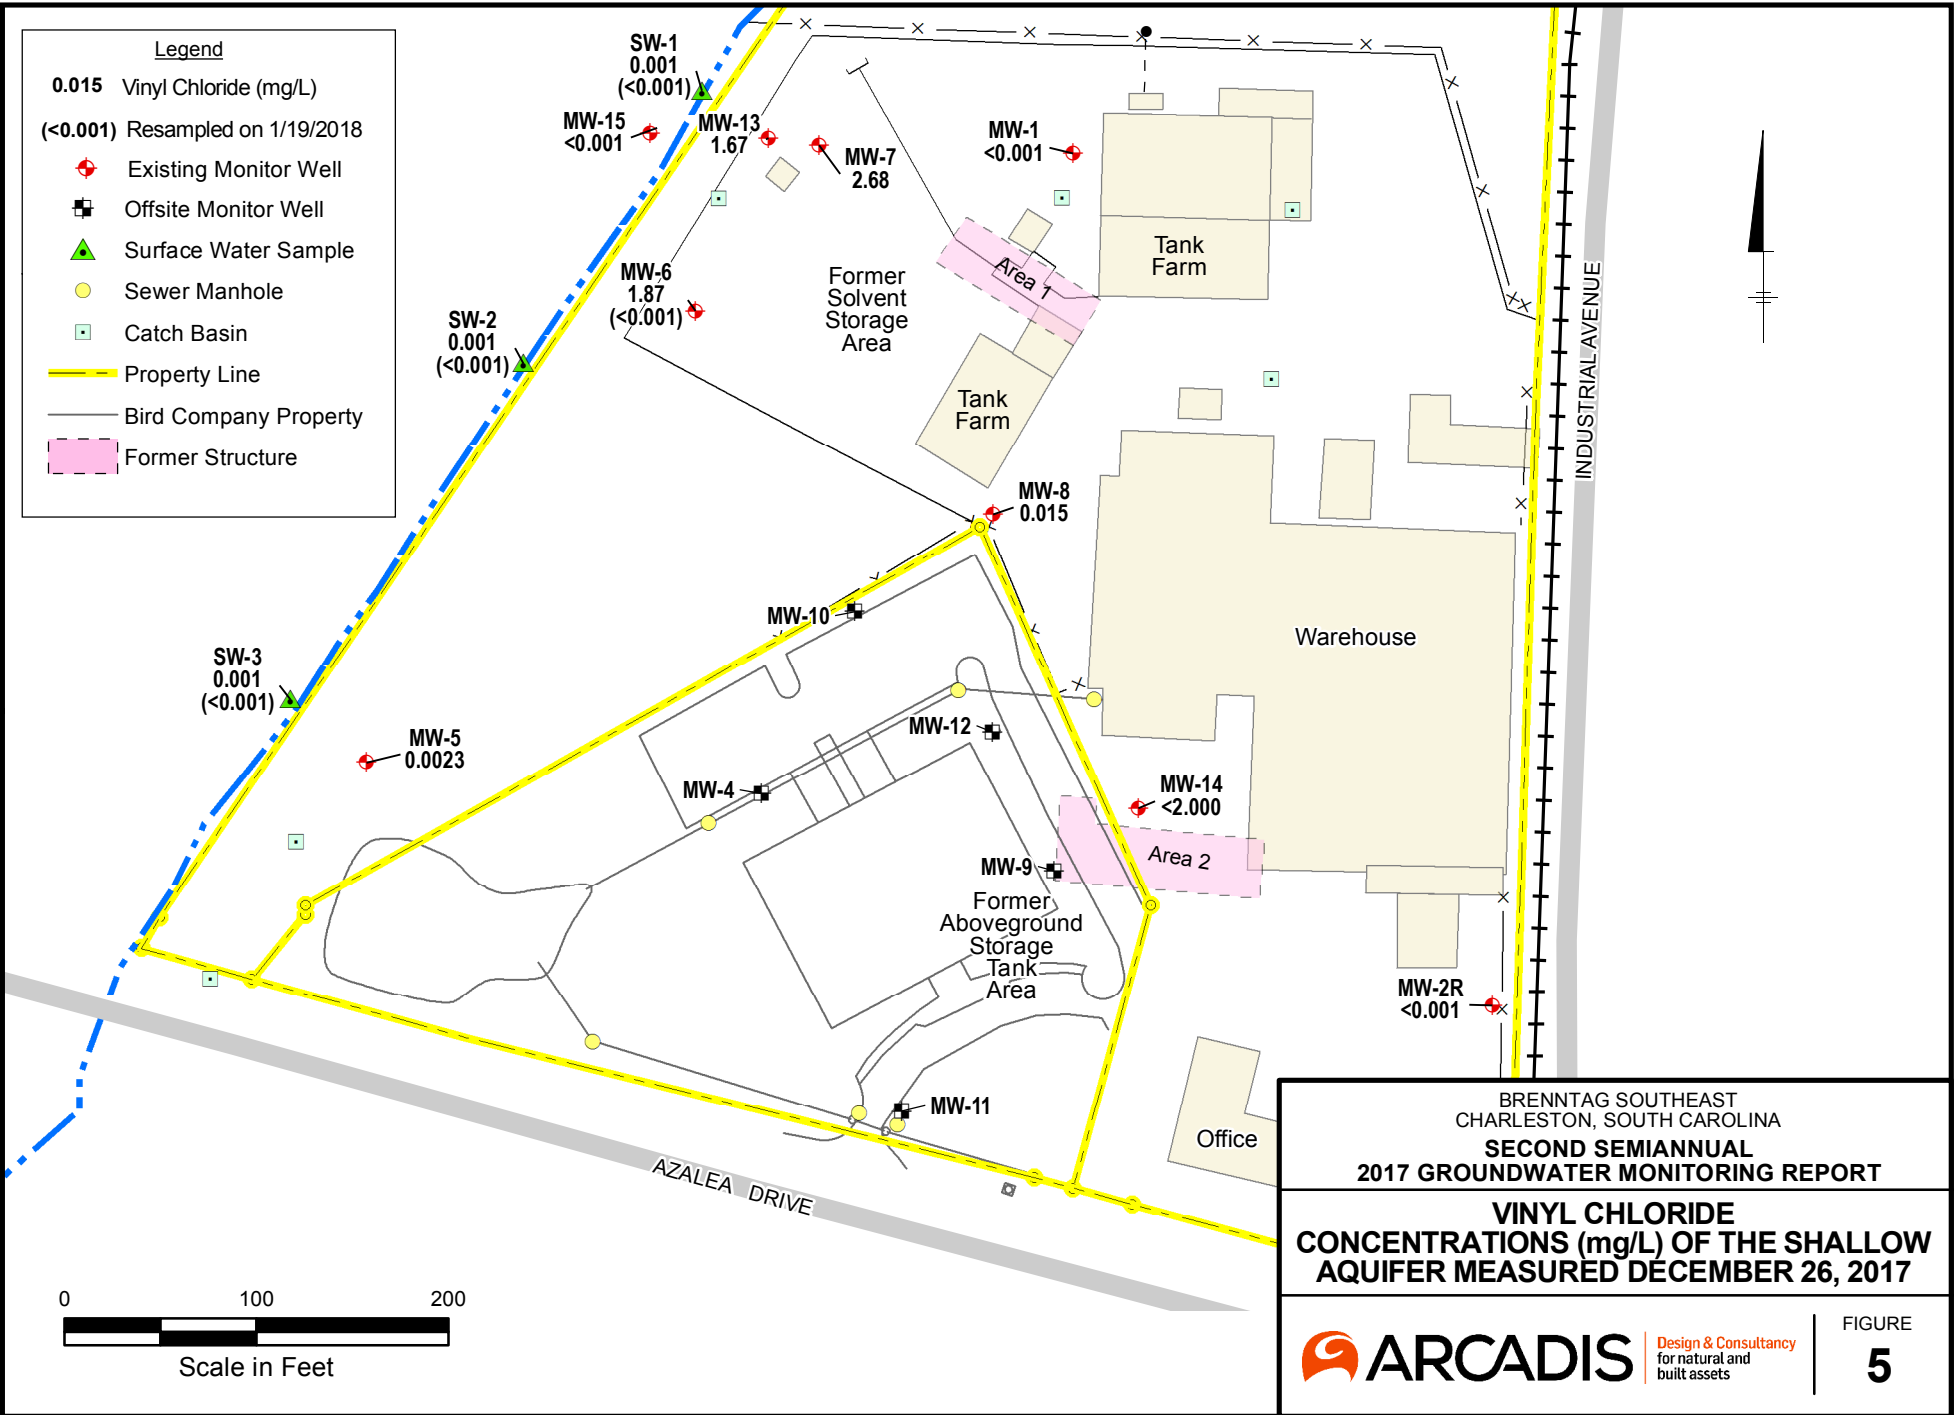 Legend
0.015 Vinyl Chloride (mg/L)
(<0.001) Resampled on 1/19/2018
Existing Monitor Well
Offsite Monitor Well
Surface Water Sample
Sewer Manhole
Catch Basin
Property Line
Bird Company Property
Former Structure
SW-1
0.001
(<0.001)
MW-15
<0.001
MW-13
1.67
MW-7
2.68
MW-1
<0.001
Tank
Farm
Area 1
Former
Solvent
Storage
Area
MW-6
1.87
(<0.001)
SW-2
0.001
(<0.001)
Tank
Farm
INDUSTRIAL AVENUE
MW-8
0.015
MW-10
Warehouse
SW-3
0.001
(<0.001)
MW-5
0.0023
MW-12
MW-4
MW-14
<2.000
MW-9
Area 2
Former
Aboveground
Storage
Tank
Area
MW-2R
<0.001
MW-11
Office
AZALEA DRIVE
0 100 200
Scale in Feet
BRENNTAG SOUTHEAST
CHARLESTON, SOUTH CAROLINA
SECOND SEMIANNUAL
2017 GROUNDWATER MONITORING REPORT
VINYL CHLORIDE
CONCENTRATIONS (mg/L) OF THE SHALLOW
AQUIFER MEASURED DECEMBER 26, 2017
ARCADIS
Design & Consultancy
for natural and
built assets
FIGURE
5